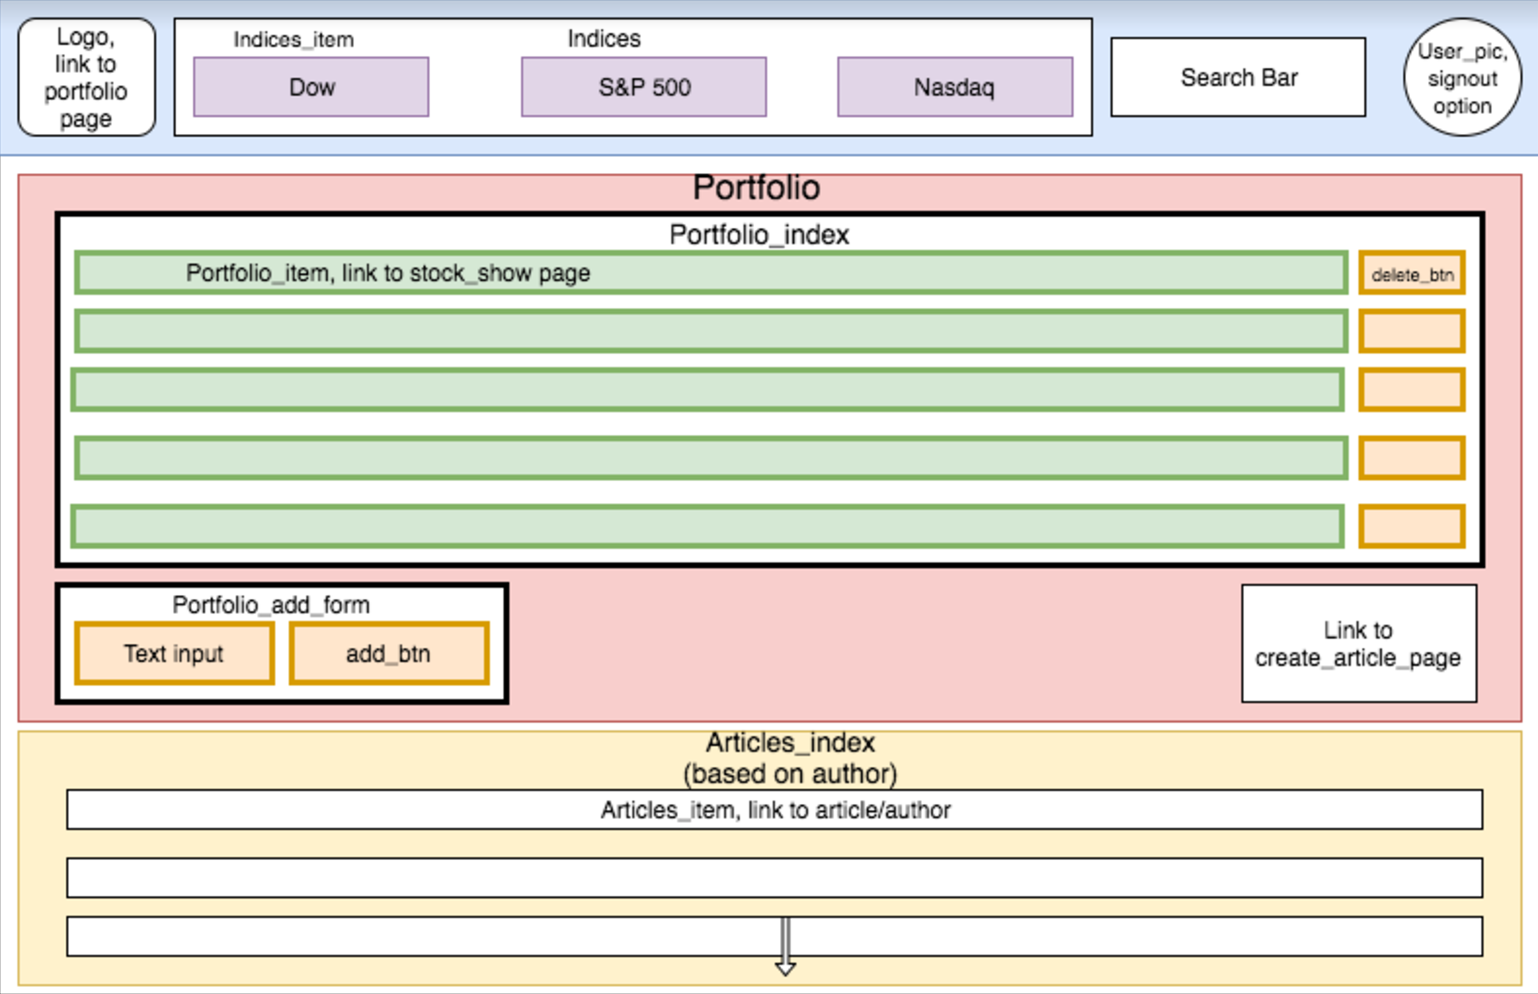 Logo,
link to
portfolio
page
Indices_item
Indices
Dow
S&P 500
Nasdaq
Search Bar
User_pic,
signout
option
Portfolio
Portfolio_index
Portfolio_item, link to stock_show page
delete_btn
Portfolio_add_form
Text input
add_btn
Link to
create_article_page
Articles_index
(based on author)
Articles_item, link to article/author